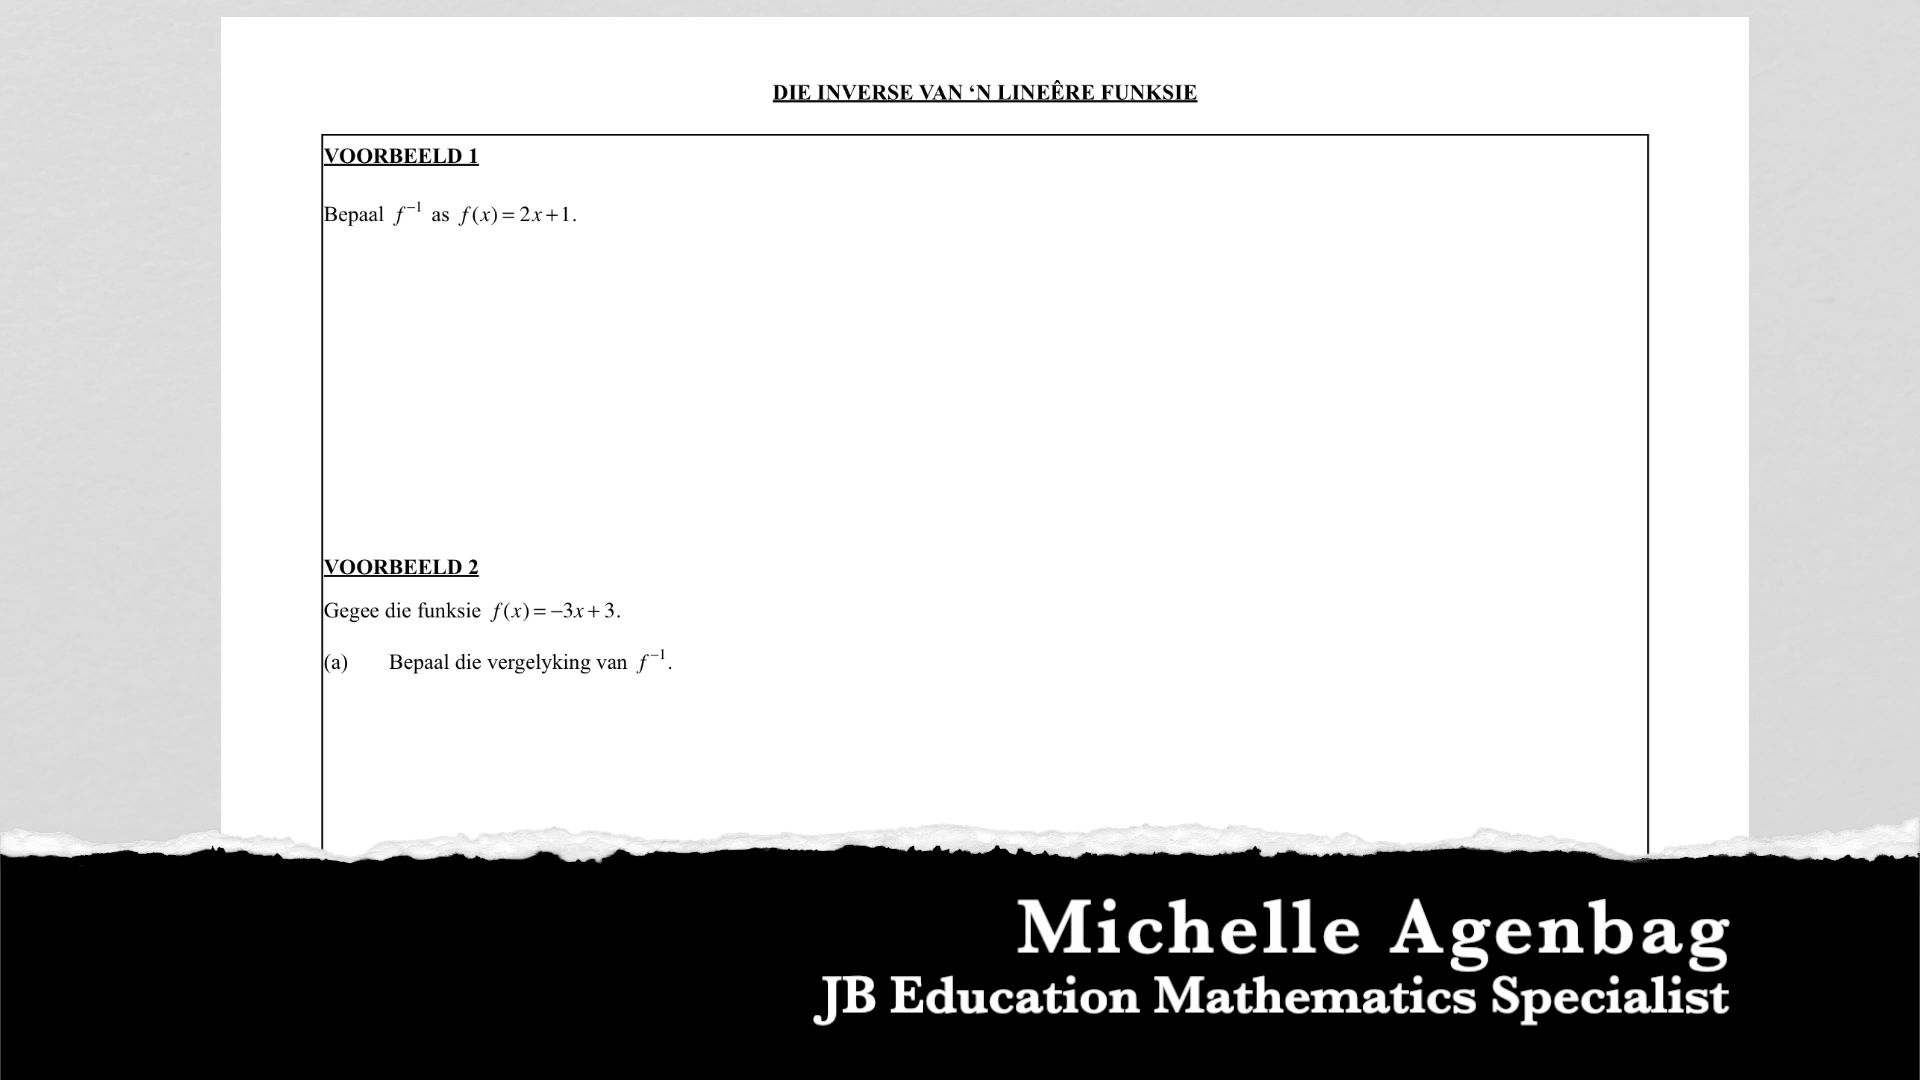 DIE INVERSE VAN ‘N LINEÊRE FUNKSIE
VOORBEELD 1
Bepaal f⁻¹ as f(x) = 2x+1.
VOORBEELD 2
Gegee die funksie f(x) = −3x+3.
(a) Bepaal die vergelyking van f⁻¹.
Michelle Agenbag
JB Education Mathematics Specialist